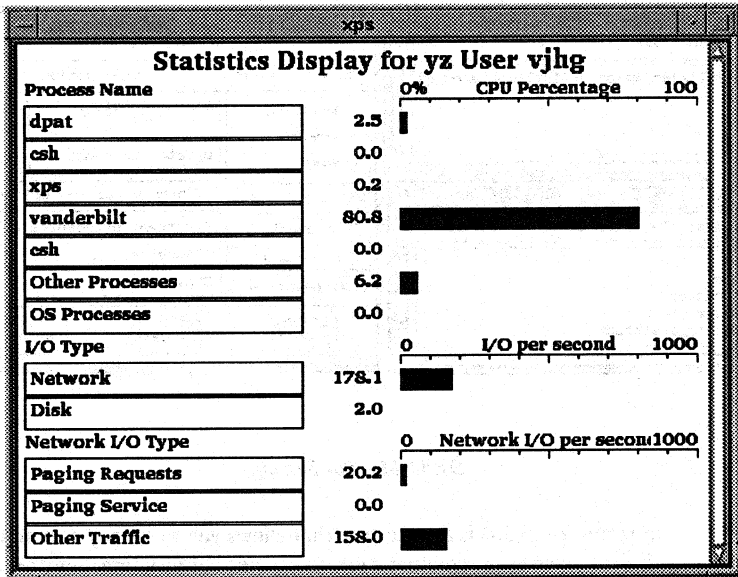 xps
Statistics Display for yz User vjhg
Process Name 0% CPU Percentage 100
dpat 2.5
csh 0.0
xps 0.2
vanderbilt 80.8
csh 0.0
Other Processes 6.2
OS Processes 0.0
I/O Type 0 I/O per second 1000
Network 178.1
Disk 2.0
Network I/O Type 0 Network I/O per secon 1000
Paging Requests 20.2
Paging Service 0.0
Other Traffic 158.0